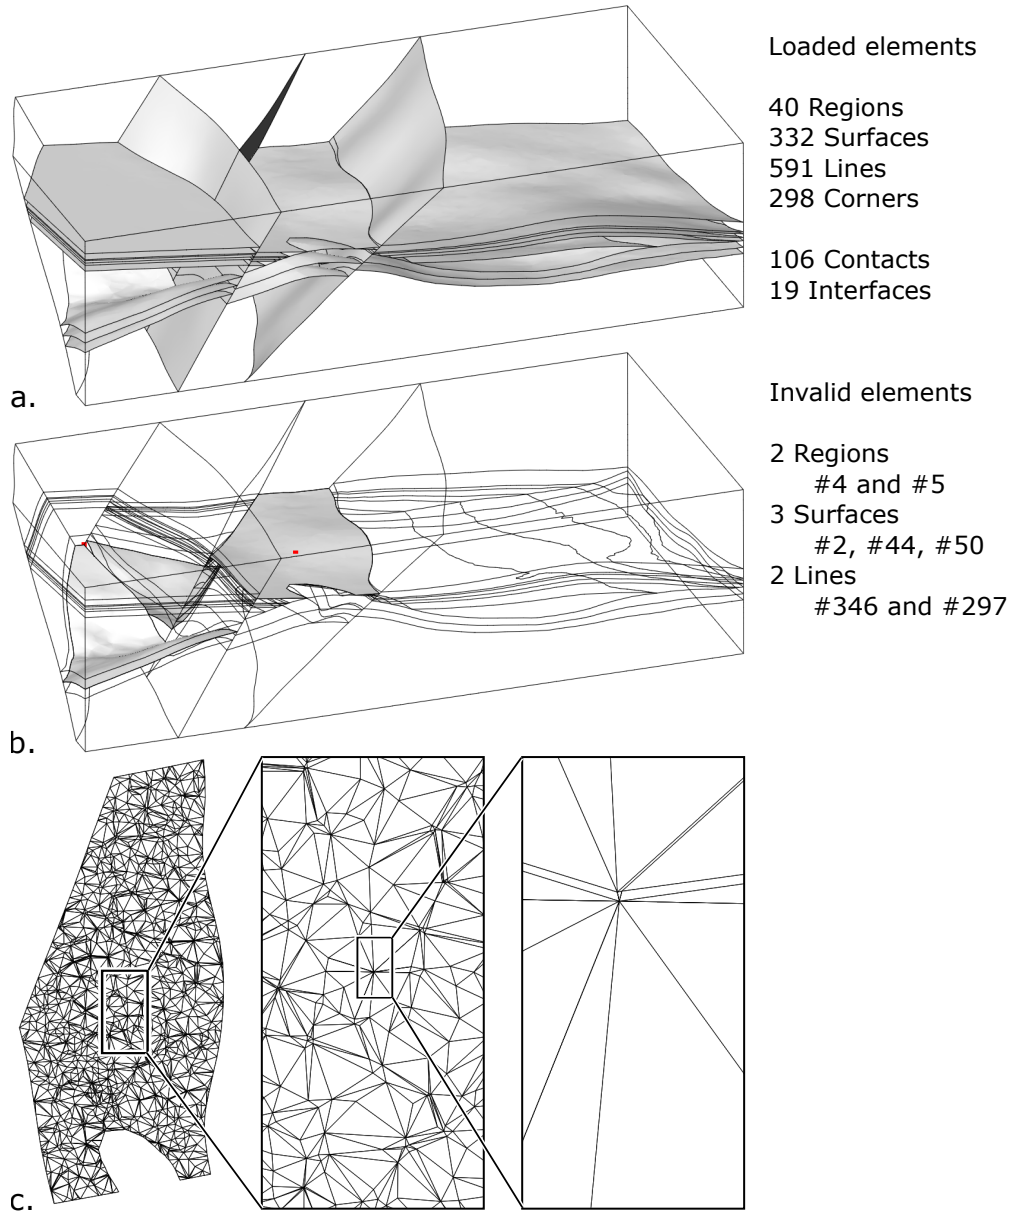 Loaded elements
40 Regions
332 Surfaces
591 Lines
298 Corners
106 Contacts
19 Interfaces
a.
Invalid elements
2 Regions
#4 and #5
3 Surfaces
#2, #44, #50
2 Lines
#346 and #297
b.
c.